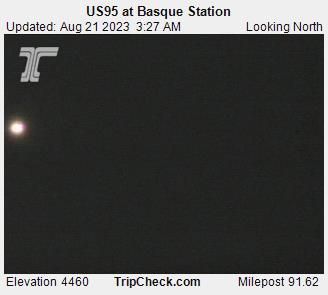 US95 at Basque Station
Updated: Aug 21 2023 3:27 AM Looking North
Elevation 4460 TripCheck.com Milepost 91.62